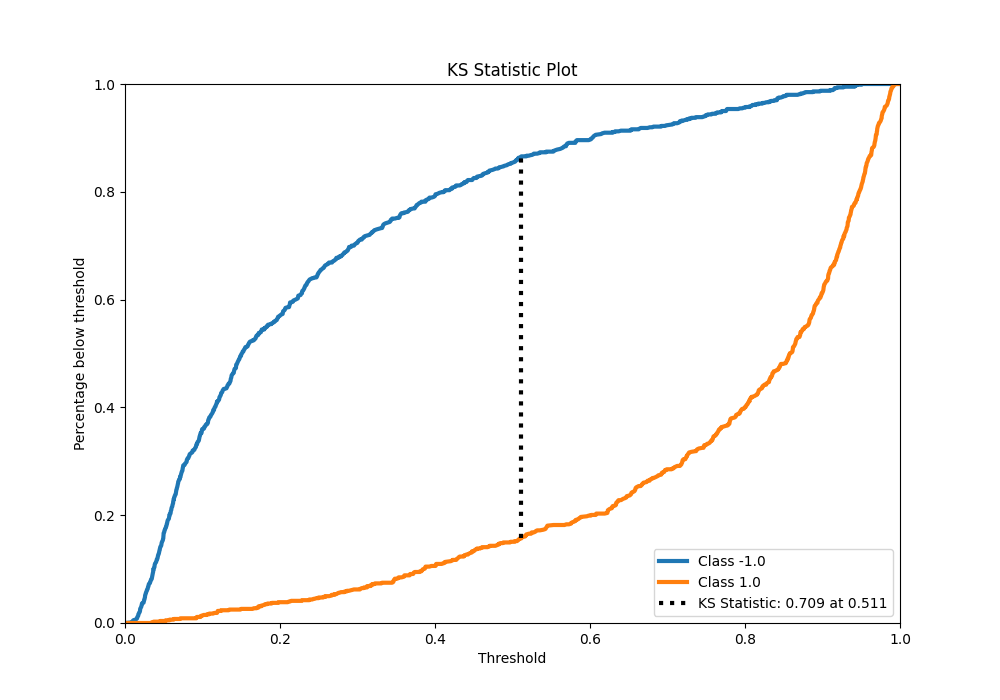 KS Statistic Plot
1.0
0.8
0.6
0.4
0.2
0.0
Percentage below threshold
0.0 0.2 0.4 0.6 0.8 1.0
Threshold
Class -1.0
Class 1.0
KS Statistic: 0.709 at 0.511